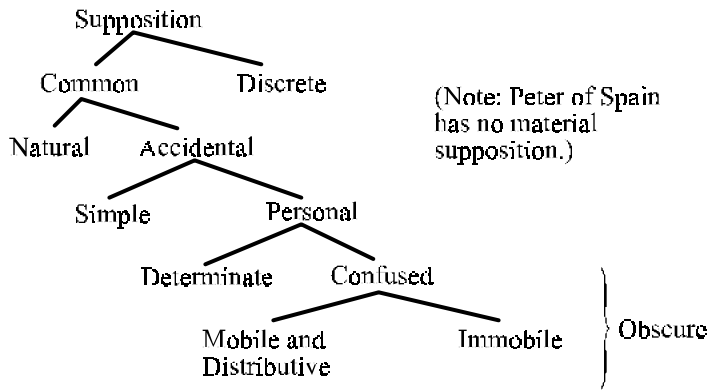 Supposition
Common Discrete
(Note: Peter of Spain
has no material
supposition.)
Natural Accidental
Simple Personal
Determinate Confused
Mobile and
Distributive
Immobile
Obscure